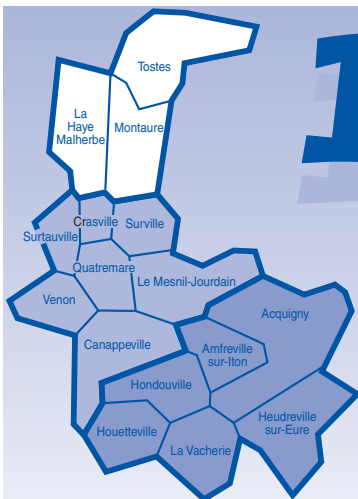 1
Tostes
La
Haye
Malherbe
Montaure
Crasville
Surville
Surtauville
Quatremare
Le Mesnil-Jourdain
Venon
Acquigny
Canappeville
Amfreville
sur-Iton
Hondouville
Heudreville
sur-Eure
Houetteville
La Vacherie